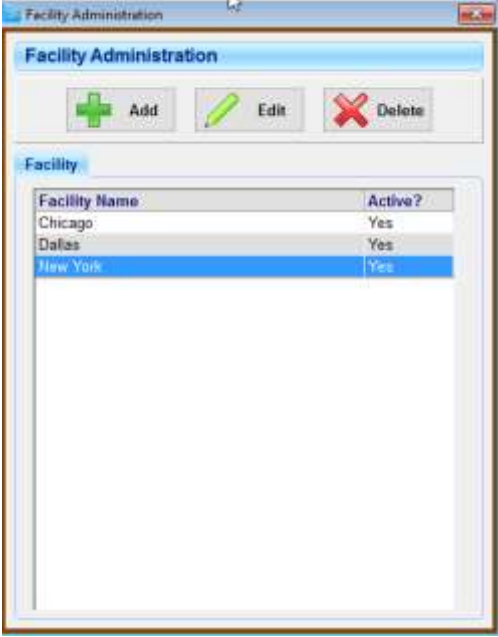 Facility Administration
Facility Administration
Add Edit Delete
Facility
Facility Name Active?
Chicago Yes
Dallas Yes
New York Yes